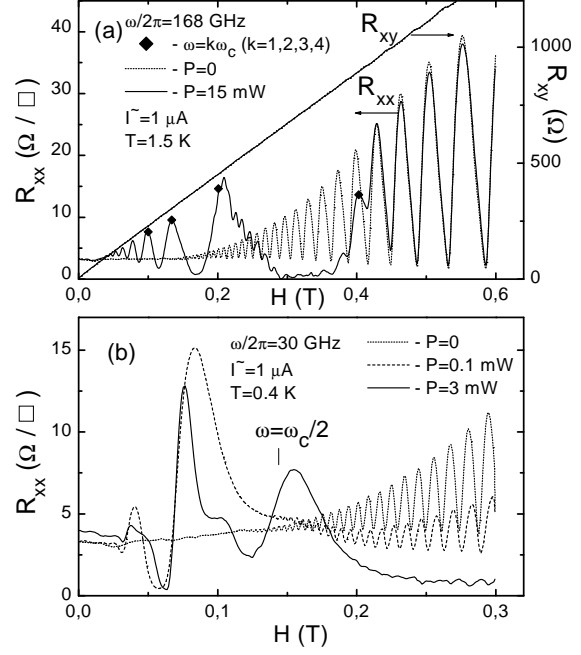 (a)
ω/2π=168 GHz
◆ - ω=kω_c (k=1,2,3,4)
- P=0
- P=15 mW
I~=1 μA
T=1.5 K
R_xy
R_xx
R_xx (Ω / □)
40
30
20
10
0
R_xy (Ω)
1000
500
0
0,0
0,2
0,4
0,6
H (T)
(b)
ω/2π=30 GHz
I~=1 μA
T=0.4 K
- P=0
- P=0.1 mW
- P=3 mW
ω=ω_c/2
R_xx (Ω / □)
15
10
5
0
0,0
0,1
0,2
0,3
H (T)